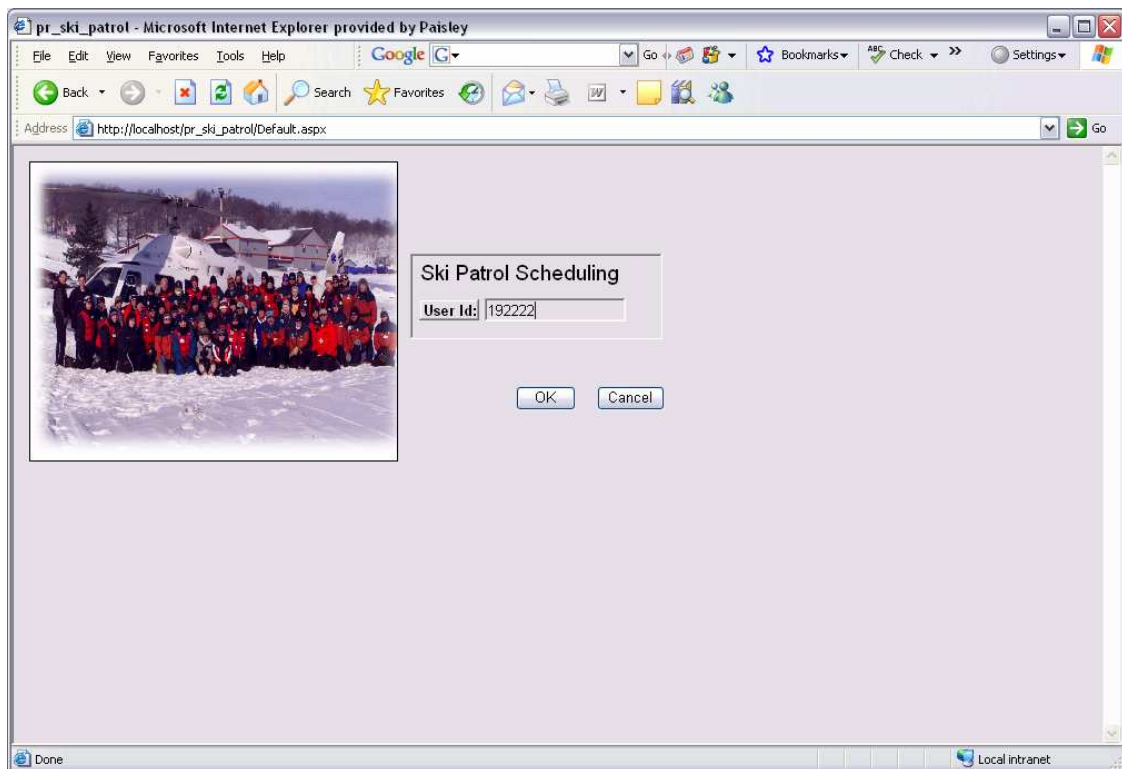 pr_ski_patrol - Microsoft Internet Explorer provided by Paisley
File Edit View Favorites Tools Help Google G Go Bookmarks ABC Check » Settings
Back Search Favorites W
Address http://localhost/pr_ski_patrol/Default.aspx Go
Ski Patrol Scheduling
User Id: 192222
OK Cancel
Done Local intranet